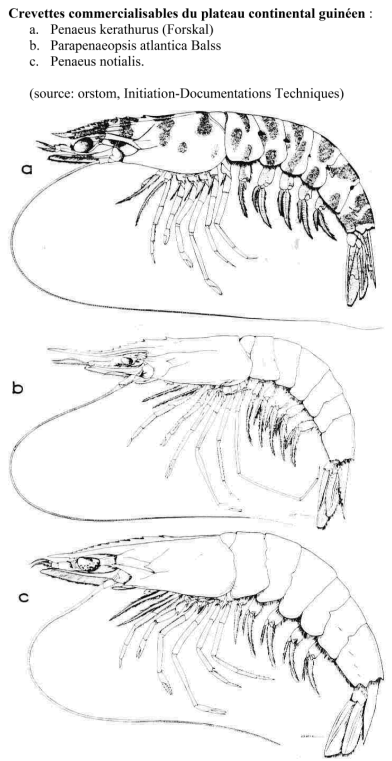 Crevettes commercialisables du plateau continental guinéen :
a. Penaeus kerathurus (Forskal)
b. Parapenaeopsis atlantica Balss
c. Penaeus notialis.
(source: orstom, Initiation-Documentations Techniques)
a
b
c